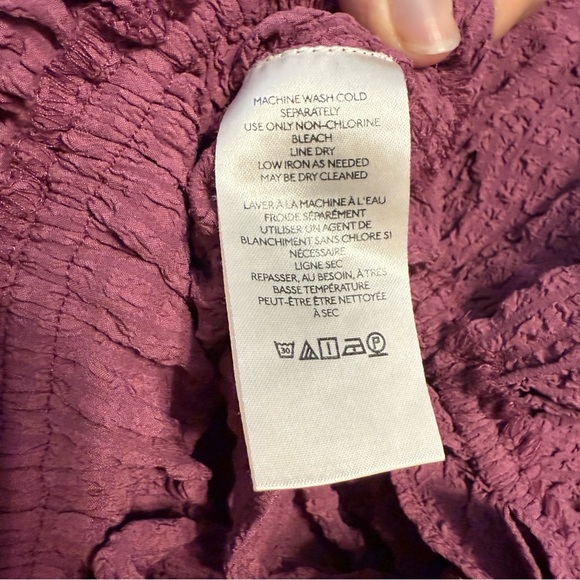 MACHINE WASH COLD
SEPARATELY
USE ONLY NON-CHLORINE
BLEACH
LINE DRY
LOW IRON AS NEEDED
MAY BE DRY CLEANED
LAVER À LA MACHINE À L'EAU
FROIDE SÉPARÉMENT
UTILISER UN AGENT DE
BLANCHIMENT SANS CHLORE SI
NÉCESSAIRE
LIGNE SEC
REPASSER, AU BESOIN, À TRÈS
BASSE TEMPÉRATURE
PEUT-ÊTRE ÊTRE NETTOYÉE
À SEC
30 P